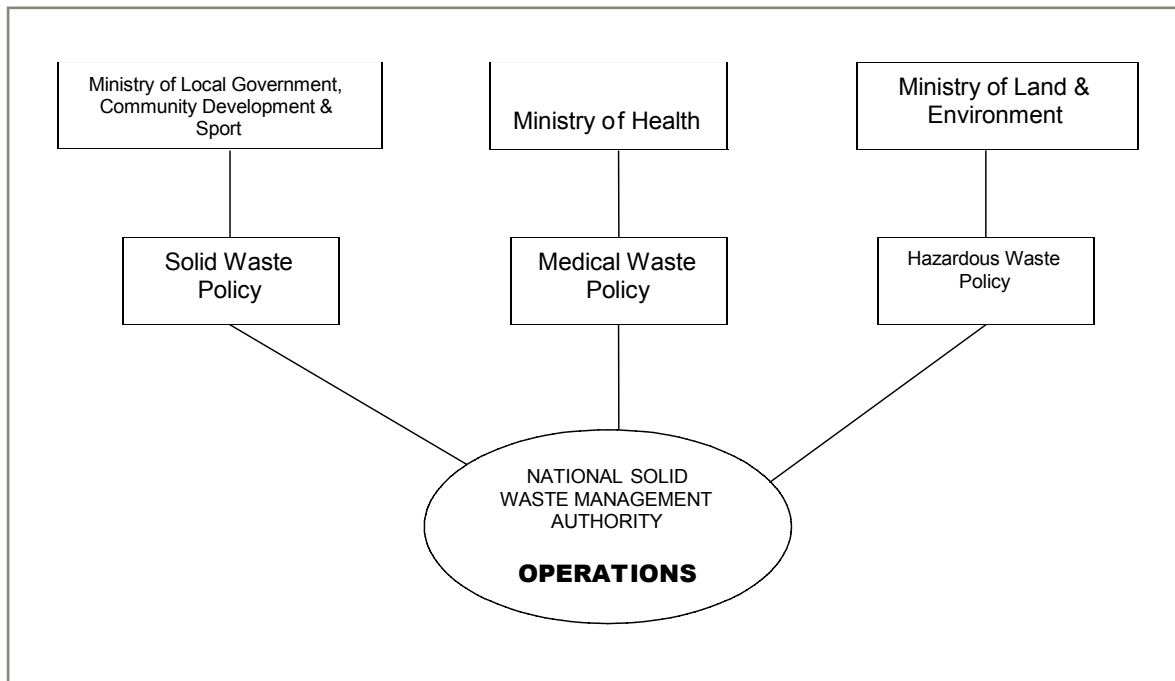 Ministry of Local Government,
Community Development &
Sport
Ministry of Health
Ministry of Land &
Environment
Solid Waste
Policy
Medical Waste
Policy
Hazardous Waste
Policy
NATIONAL SOLID
WASTE MANAGEMENT
AUTHORITY
OPERATIONS